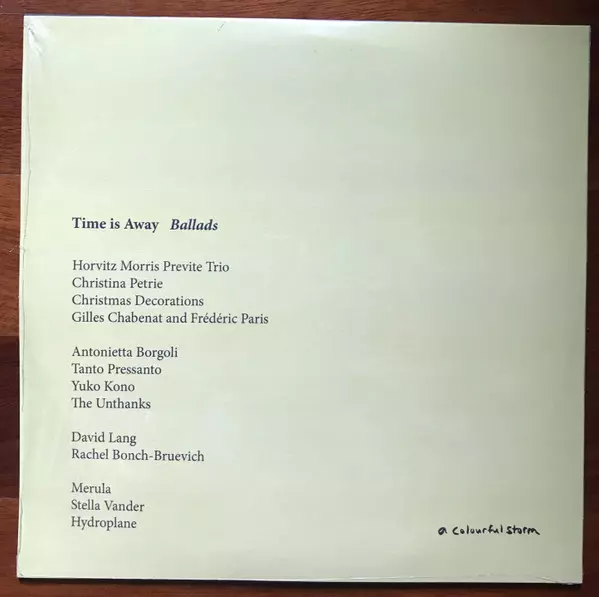 Time is Away Ballads
Horvitz Morris Previte Trio
Christina Petrie
Christmas Decorations
Gilles Chabenat and Frédéric Paris
Antonietta Borgoli
Tanto Pressanto
Yuko Kono
The Unthanks
David Lang
Rachel Bonch-Bruevich
Merula
Stella Vander
Hydroplane
a colourful storm